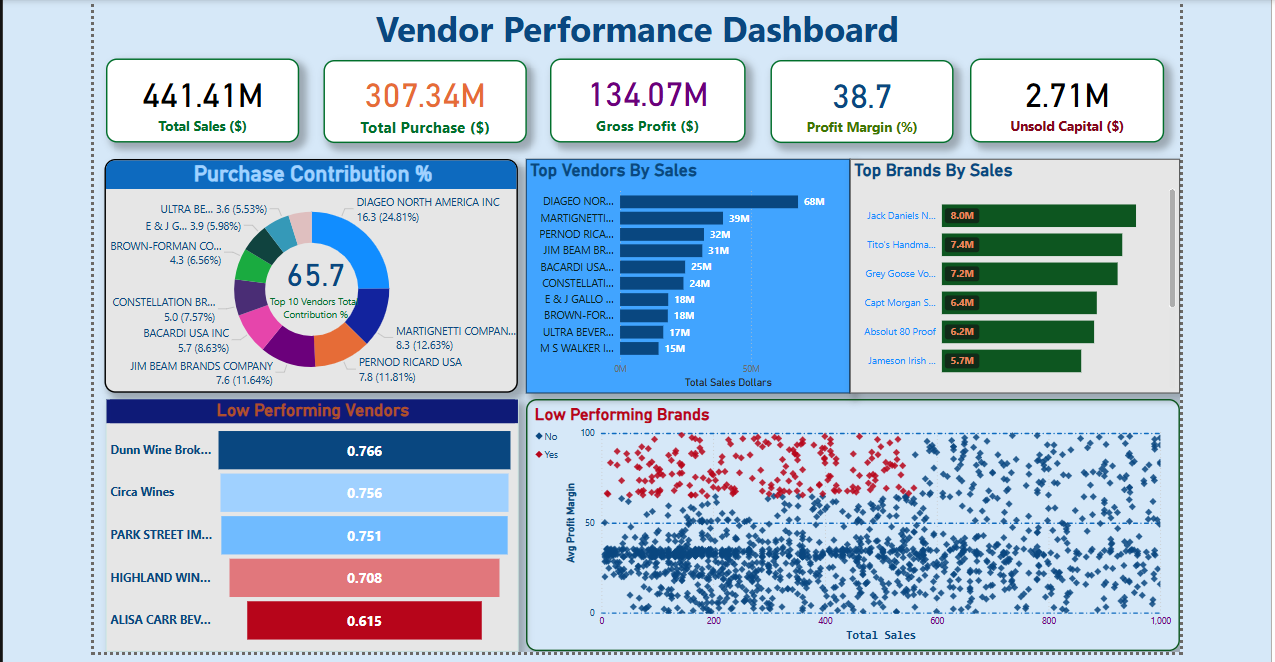 Vendor Performance Dashboard
441.41M
Total Sales ($)
307.34M
Total Purchase ($)
134.07M
Gross Profit ($)
38.7
Profit Margin (%)
2.71M
Unsold Capital ($)
Purchase Contribution %
DIAGEO NORTH AMERICA INC
16.3 (24.81%)
MARTIGNETTI COMPAN...
8.3 (12.63%)
PERNOD RICARD USA
7.8 (11.81%)
JIM BEAM BRANDS COMPANY
7.6 (11.64%)
BACARDI USA INC
5.7 (8.63%)
CONSTELLATION BR...
5.0 (7.57%)
BROWN-FORMAN CO...
4.3 (6.56%)
E & J G... 3.9 (5.98%)
ULTRA BE... 3.6 (5.53%)
65.7
Top 10 Vendors Total
Contribution %
Top Vendors By Sales
DIAGEO NOR... 68M
MARTIGNETTI... 39M
PERNOD RICA... 32M
JIM BEAM BR... 31M
BACARDI USA... 25M
CONSTELLATI... 24M
E & J GALLO ... 18M
BROWN-FOR... 18M
ULTRA BEVER... 17M
M S WALKER I... 15M
0M 50M
Total Sales Dollars
Top Brands By Sales
Jack Daniels N... 8.0M
Tito's Handma... 7.4M
Grey Goose Vo... 7.2M
Capt Morgan S... 6.4M
Absolut 80 Proof 6.2M
Jameson Irish ... 5.7M
Low Performing Vendors
Dunn Wine Brok... 0.766
Circa Wines 0.756
PARK STREET IM... 0.751
HIGHLAND WIN... 0.708
ALISA CARR BEV... 0.615
Low Performing Brands
No
Yes
Avg Profit Margin
100
50
0
0 200 400 600 800 1,000
Total Sales